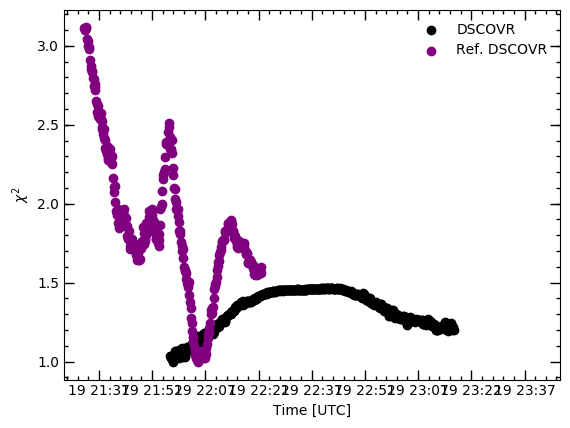 DSCOVR
Ref. DSCOVR
3.0
2.5
2.0
1.5
1.0
χ²
19 21:37 19 21:52 19 22:07 19 22:22 19 22:37 19 22:52 19 23:07 19 23:22 19 23:37
Time [UTC]